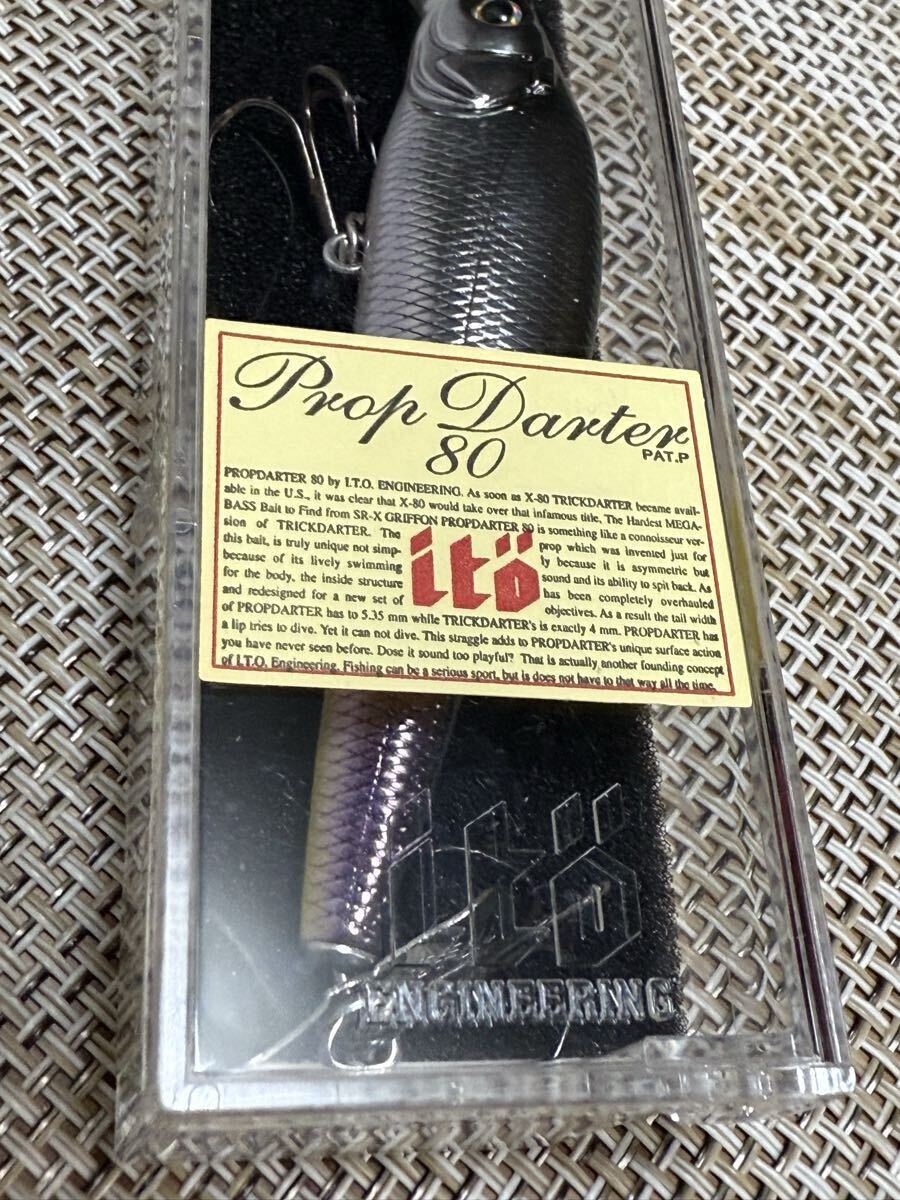 Prop Darter
80
PAT.P
PROPDARTER 80 by I.T.O. ENGINEERING. As soon as X-80 TRICKDARTER became avail-
able in the U.S., it was clear that X-80 would take over that infamous title, The Hardest MEGA-
BASS Bait to Find from SR-X GRIFFON PROPDARTER 80 is something like a connoisseur ver-
sion of TRICKDARTER. The prop which was invented just for
this bait, is truly unique not simp- ly because it is asymmetric but
because of its lively swimming sound and its ability to spit back. As
for the body, the inside structure has been completely overhauled
and redesigned for a new set of objectives. As a result the tail width
of PROPDARTER has to 5.35 mm while TRICKDARTER's is exactly 4 mm. PROPDARTER has
a lip tries to dive. Yet it can not dive. This straggle adds to PROPDARTER's unique surface action
you have never seen before. Dose it sound too playful? That is actually another founding concept
of I.T.O. Engineering. Fishing can be a serious sport, but is does not have to that way all the time.
itö
itö
ENGINEERING